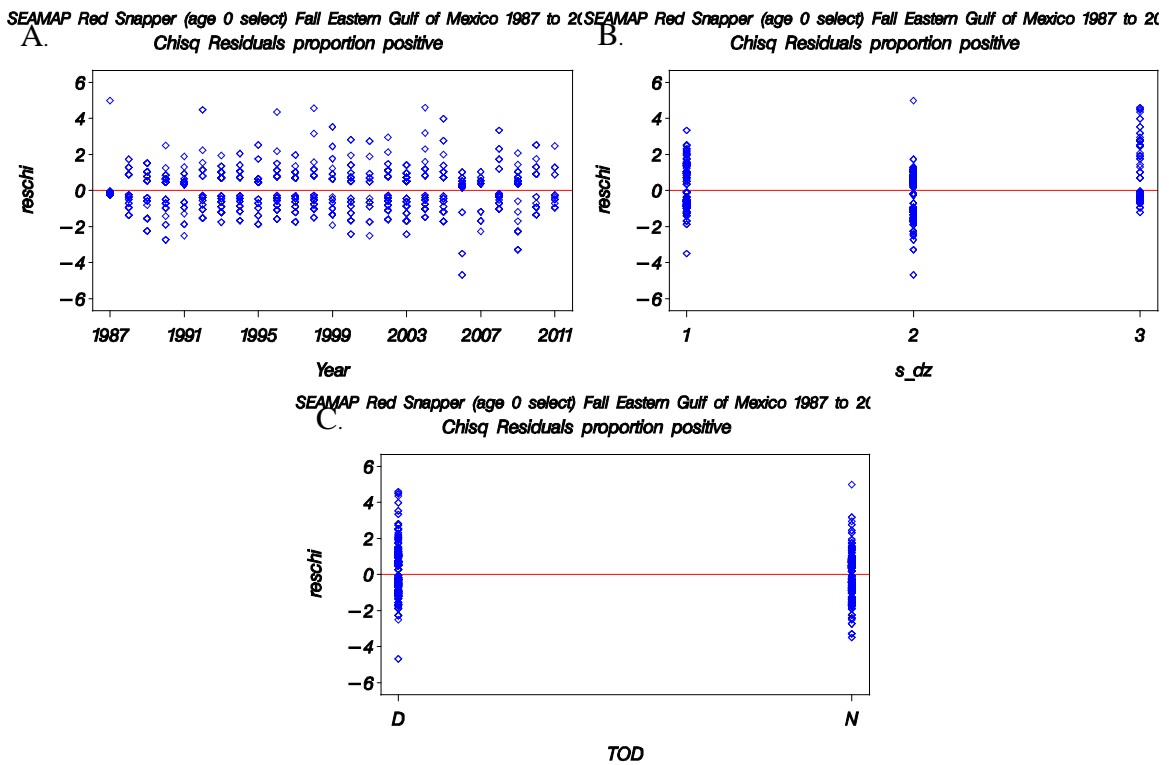 SEAMAP Red Snapper (age 0 select) Fall Eastern Gulf of Mexico 1987 to 20
A.
Chisq Residuals proportion positive
reschi
6
4
2
0
−2
−4
−6
1987 1991 1995 1999 2003 2007 2011
Year
SEAMAP Red Snapper (age 0 select) Fall Eastern Gulf of Mexico 1987 to 20
B.
Chisq Residuals proportion positive
reschi
6
4
2
0
−2
−4
−6
1 2 3
s_dz
SEAMAP Red Snapper (age 0 select) Fall Eastern Gulf of Mexico 1987 to 20
C.
Chisq Residuals proportion positive
reschi
6
4
2
0
−2
−4
−6
D N
TOD